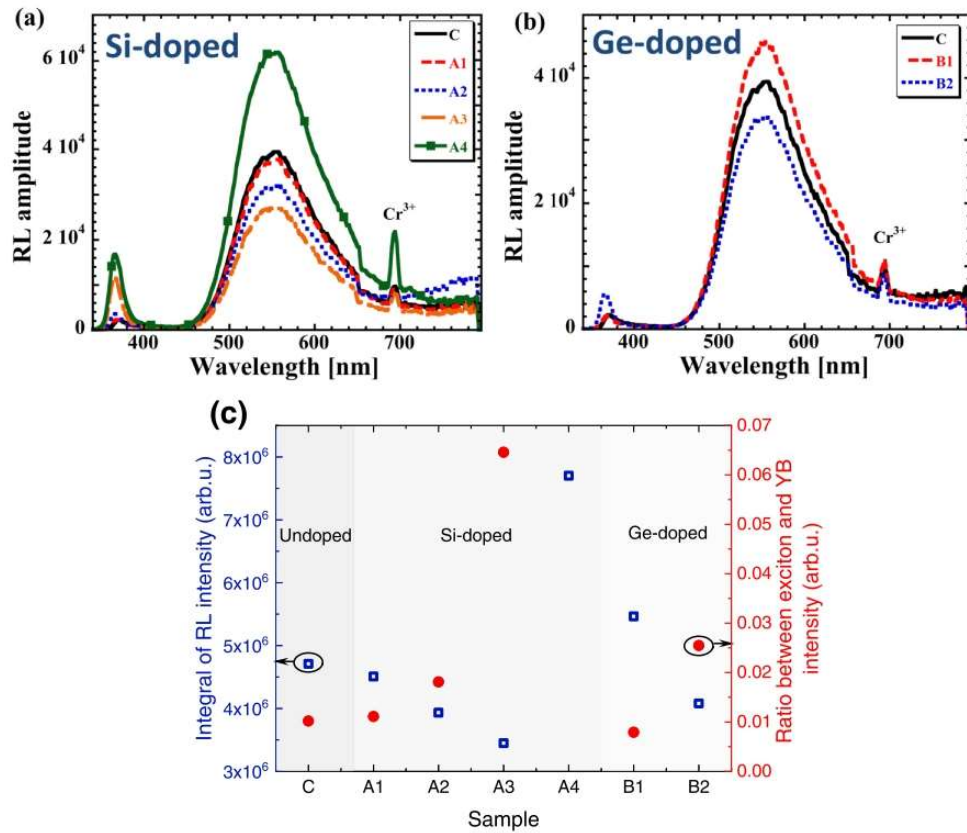 (a)
Si-doped
C
A1
A2
A3
A4
Cr³⁺
6 10⁴
4 10⁴
2 10⁴
0
RL amplitude
400 500 600 700
Wavelength [nm]
(b)
Ge-doped
C
B1
B2
Cr³⁺
4 10⁴
2 10⁴
0
RL amplitude
400 500 600 700
Wavelength [nm]
(c)
Integral of RL intensity (arb.u.)
8x10⁶
7x10⁶
6x10⁶
5x10⁶
4x10⁶
3x10⁶
Undoped
Si-doped
Ge-doped
0.07
0.06
0.05
0.04
0.03
0.02
0.01
0.00
Ratio between exciton and YB
intensity (arb.u.)
C A1 A2 A3 A4 B1 B2
Sample